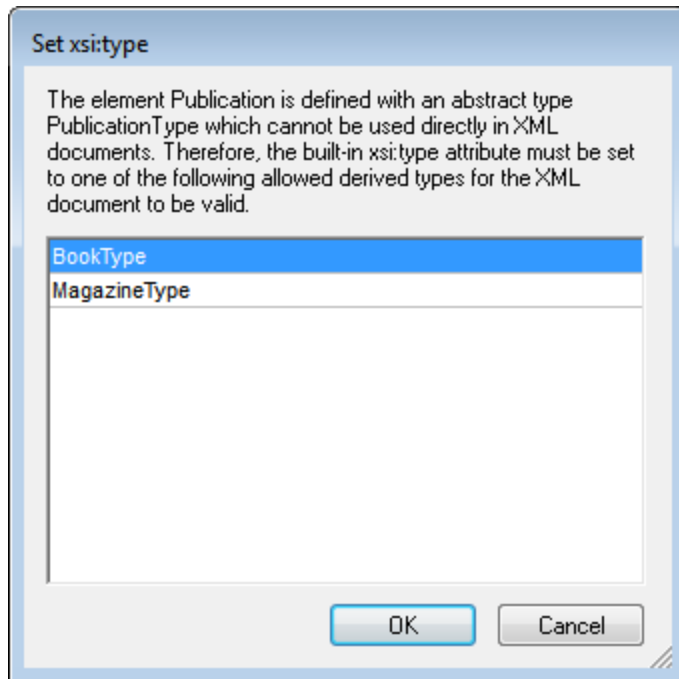 Set xsi:type
The element Publication is defined with an abstract type
PublicationType which cannot be used directly in XML
documents. Therefore, the built-in xsi:type attribute must be set
to one of the following allowed derived types for the XML
document to be valid.
BookType
MagazineType
OK
Cancel